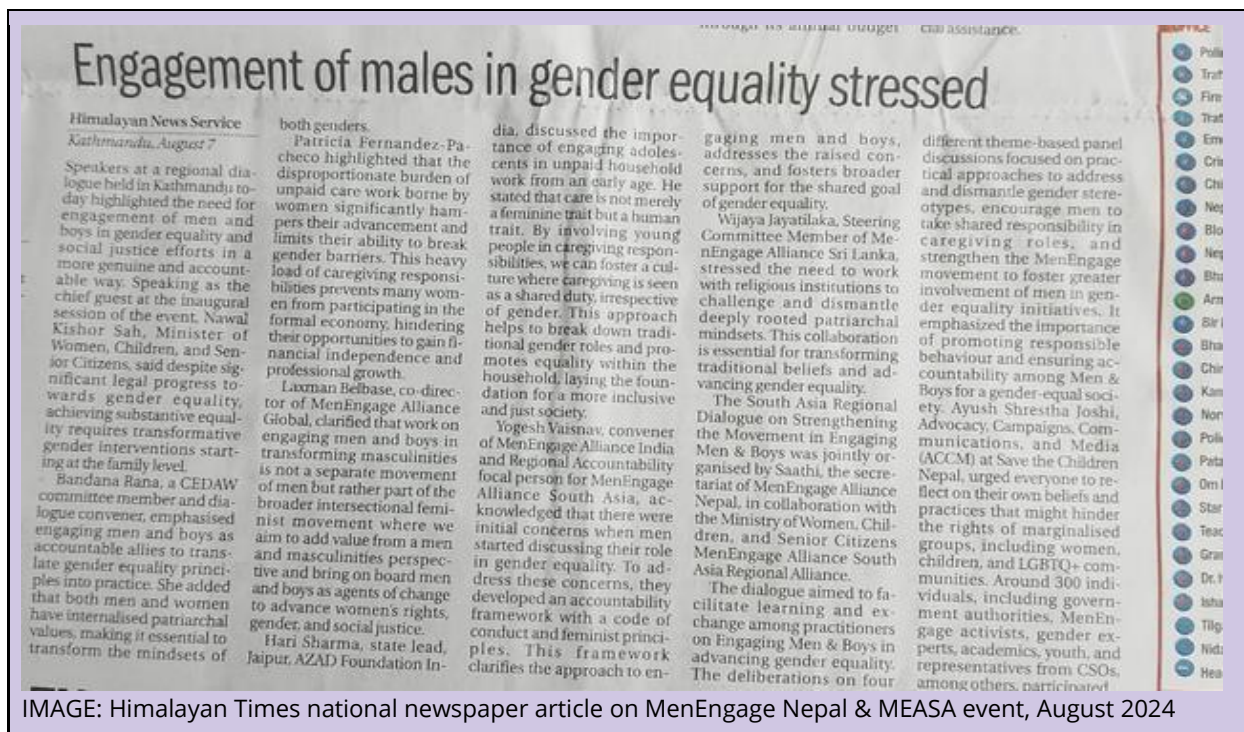 through its annual budget
cial assistance.
Engagement of males in gender equality stressed
Himalayan News Service
Kathmandu, August 7
Speakers at a regional dia-
logue held in Kathmandu to-
day highlighted the need for
engagement of men and
boys in gender equality and
social justice efforts in a
more genuine and account-
able way. Speaking as the
chief guest at the inaugural
session of the event, Nawal
Kishor Sah, Minister of
Women, Children, and Sen-
ior Citizens, said despite sig-
nificant legal progress to-
wards gender equality,
achieving substantive equal-
ity requires transformative
gender interventions start-
ing at the family level.
Bandana Rana, a CEDAW
committee member and dia-
logue convener, emphasised
engaging men and boys as
accountable allies to trans-
late gender equality princi-
ples into practice. She added
that both men and women
have internalised patriarchal
values, making it essential to
transform the mindsets of
both genders.
Patricia Fernandez-Pa-
checo highlighted that the
disproportionate burden of
unpaid care work borne by
women significantly ham-
pers their advancement and
limits their ability to break
gender barriers. This heavy
load of caregiving responsi-
bilities prevents many wom-
en from participating in the
formal economy, hindering
their opportunities to gain fi-
nancial independence and
professional growth.
Laxman Belbase, co-direc-
tor of MenEngage Alliance
Global, clarified that work on
engaging men and boys in
transforming masculinities
is not a separate movement
of men but rather part of the
broader intersectional femi-
nist movement where we
aim to add value from a men
and masculinities perspec-
tive and bring on board men
and boys as agents of change
to advance women's rights,
gender, and social justice.
Hari Sharma, state lead,
Jaipur, AZAD Foundation In-
dia, discussed the impor-
tance of engaging adoles-
cents in unpaid household
work from an early age. He
stated that care is not merely
a feminine trait but a human
trait. By involving young
people in caregiving respon-
sibilities, we can foster a cul-
ture where caregiving is seen
as a shared duty, irrespective
of gender. This approach
helps to break down tradi-
tional gender roles and pro-
motes equality within the
household, laying the foun-
dation for a more inclusive
and just society.
Yogesh Vaisnav, convener
of MenEngage Alliance India
and Regional Accountability
focal person for MenEngage
Alliance South Asia, ac-
knowledged that there were
initial concerns when men
started discussing their role
in gender equality. To ad-
dress these concerns, they
developed an accountability
framework with a code of
conduct and feminist princi-
ples. This framework
clarifies the approach to en-
gaging men and boys,
addresses the raised con-
cerns, and fosters broader
support for the shared goal
of gender equality.
Wijaya Jayatilaka, Steering
Committee Member of Me-
nEngage Alliance Sri Lanka,
stressed the need to work
with religious institutions to
challenge and dismantle
deeply rooted patriarchal
mindsets. This collaboration
is essential for transforming
traditional beliefs and ad-
vancing gender equality.
The South Asia Regional
Dialogue on Strengthening
the Movement in Engaging
Men & Boys was jointly or-
ganised by Saathi, the secre-
tariat of MenEngage Alliance
Nepal, in collaboration with
the Ministry of Women, Chil-
dren, and Senior Citizens
MenEngage Alliance South
Asia Regional Alliance.
The dialogue aimed to fa-
cilitate learning and ex-
change among practitioners
on Engaging Men & Boys in
advancing gender equality.
The deliberations on four
different theme-based panel
discussions focused on prac-
tical approaches to address
and dismantle gender stere-
otypes, encourage men to
take shared responsibility in
caregiving roles, and
strengthen the MenEngage
movement to foster greater
involvement of men in gen-
der equality initiatives. It
emphasized the importance
of promoting responsible
behaviour and ensuring ac-
countability among Men &
Boys for a gender-equal soci-
ety. Ayush Shrestha Joshi,
Advocacy, Campaigns, Com-
munications, and Media
(ACCM) at Save the Children
Nepal, urged everyone to re-
flect on their own beliefs and
practices that might hinder
the rights of marginalised
groups, including women,
children, and LGBTQ+ com-
munities. Around 300 indi-
viduals, including govern-
ment authorities, MenEn-
gage activists, gender ex-
perts, academics, youth, and
representatives from CSOs,
among others, participated
Traf
Fire
Traf
Em
Chi
Nep
Blo
Nep
Bha
Arm
Bir
Bha
Kan
Nor
Poli
Pata
Om
Star
Teac
Gran
Dr.
Isha
Tilg
Hea
IMAGE: Himalayan Times national newspaper article on MenEngage Nepal & MEASA event, August 2024